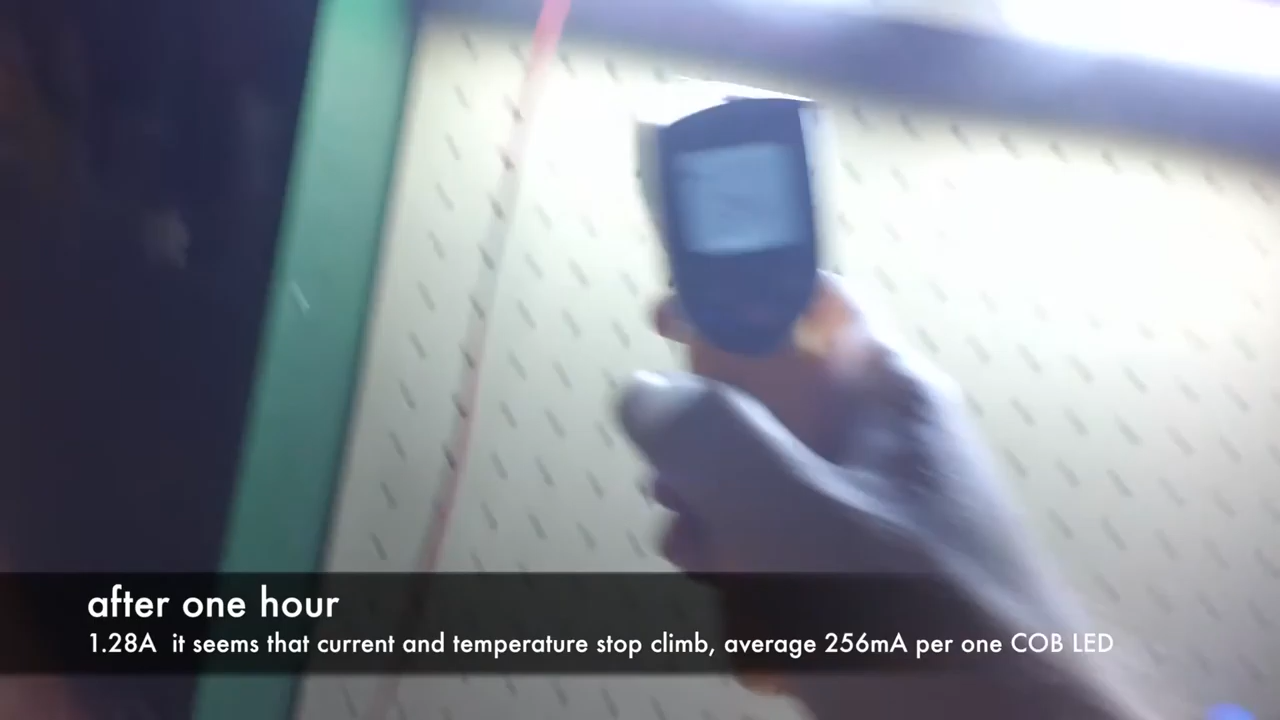 after one hour
1.28A  it seems that current and temperature stop climb, average 256mA per one COB LED